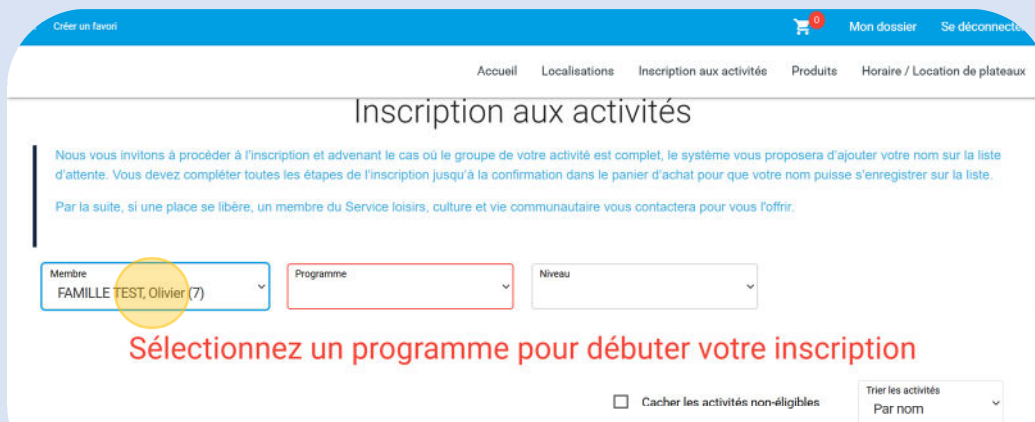 Créer un favori
0
Mon dossier
Se déconnecter
Accueil
Localisations
Inscription aux activités
Produits
Horaire / Location de plateaux
Inscription aux activités
Nous vous invitons à procéder à l'inscription et advenant le cas où le groupe de votre activité est complet, le système vous proposera d'ajouter votre nom sur la liste
d'attente. Vous devez compléter toutes les étapes de l'inscription jusqu'à la confirmation dans le panier d'achat pour que votre nom puisse s'enregistrer sur la liste.
Par la suite, si une place se libère, un membre du Service loisirs, culture et vie communautaire vous contactera pour vous l'offrir.
Membre
FAMILLE TEST, Olivier (7)
Programme
Niveau
Sélectionnez un programme pour débuter votre inscription
Cacher les activités non-éligibles
Trier les activités
Par nom